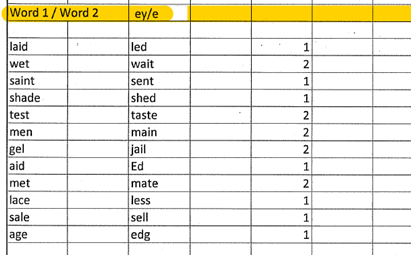 Word 1 / Word 2 ey/e
laid led 1
wet wait 2
saint sent 1
shade shed 1
test taste 2
men main 2
gel jail 2
aid Ed 1
met mate 2
lace less 1
sale sell 1
age edg 1